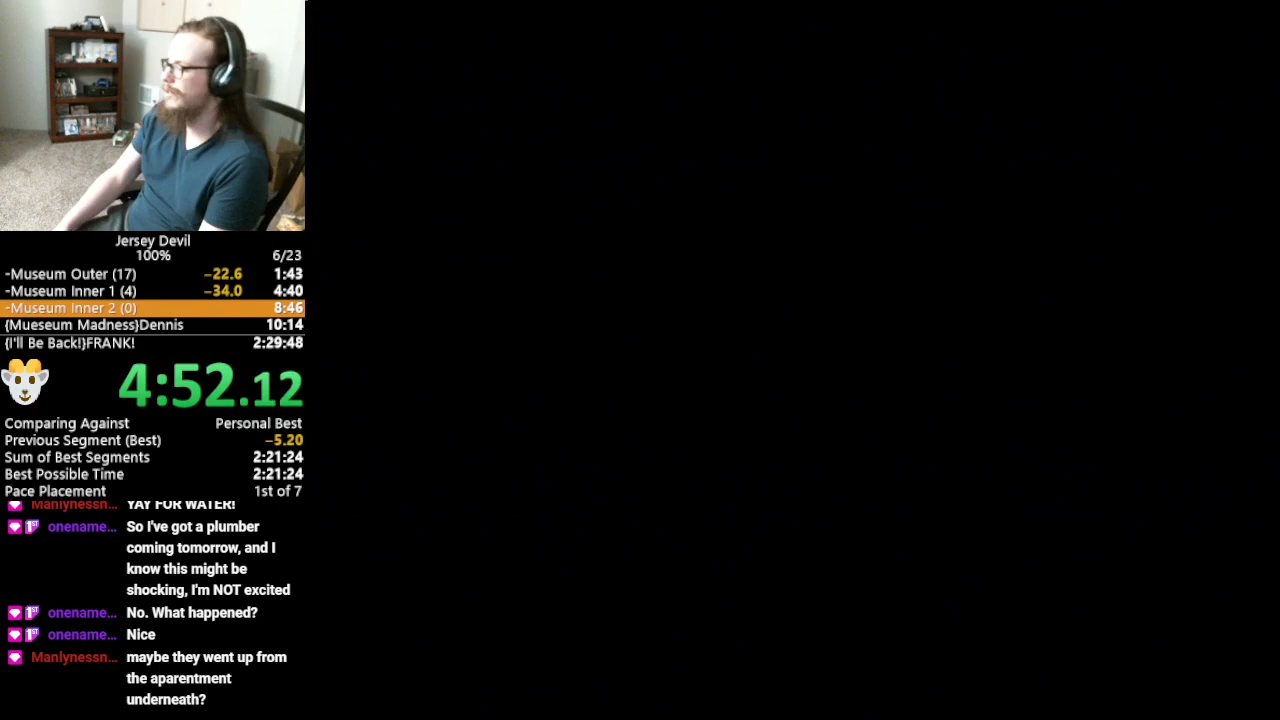 Jersey Devil
100% 6/23
-Museum Outer (17) −22.6 1:43
-Museum Inner 1 (4) −34.0 4:40
-Museum Inner 2 (0) 8:46
{Mueseum Madness}Dennis 10:14
{I'll Be Back!}FRANK! 2:29:48
4:52.12
Comparing Against Personal Best
Previous Segment (Best) −5.20
Sum of Best Segments 2:21:24
Best Possible Time 2:21:24
Pace Placement 1st of 7
Manlynessn... YAY FOR WATER!
1ST onename... So I've got a plumber
coming tomorrow, and I
know this might be
shocking, I'm NOT excited
1ST onename... No. What happened?
1ST onename... Nice
Manlynessn... maybe they went up from
the aparentment
underneath?